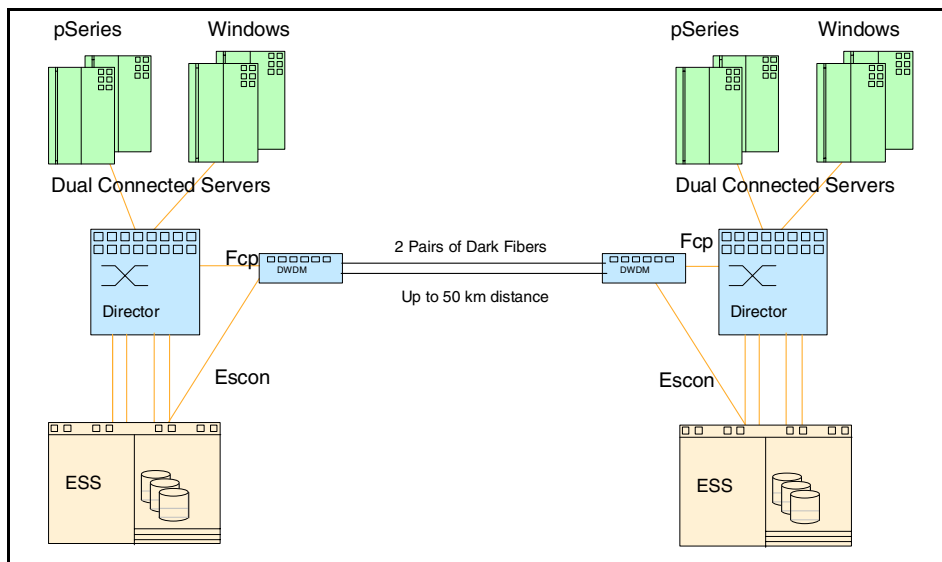 pSeries
Windows
Dual Connected Servers
Director
Fcp
DWDM
2 Pairs of Dark Fibers
Up to 50 km distance
Escon
ESS
pSeries
Windows
Dual Connected Servers
Fcp
DWDM
Director
Escon
ESS